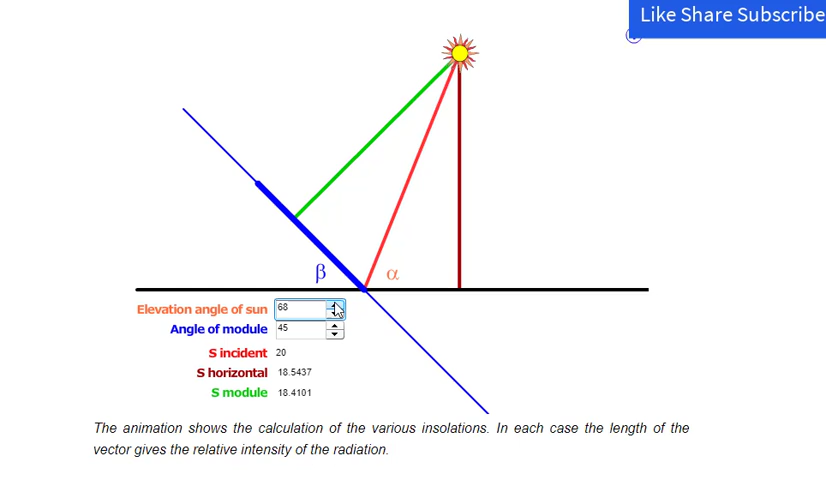 Like Share Subscribe
β
α
Elevation angle of sun 68
Angle of module 45
S incident 20
S horizontal 18.5437
S module 18.4101
The animation shows the calculation of the various insolations. In each case the length of the
vector gives the relative intensity of the radiation.